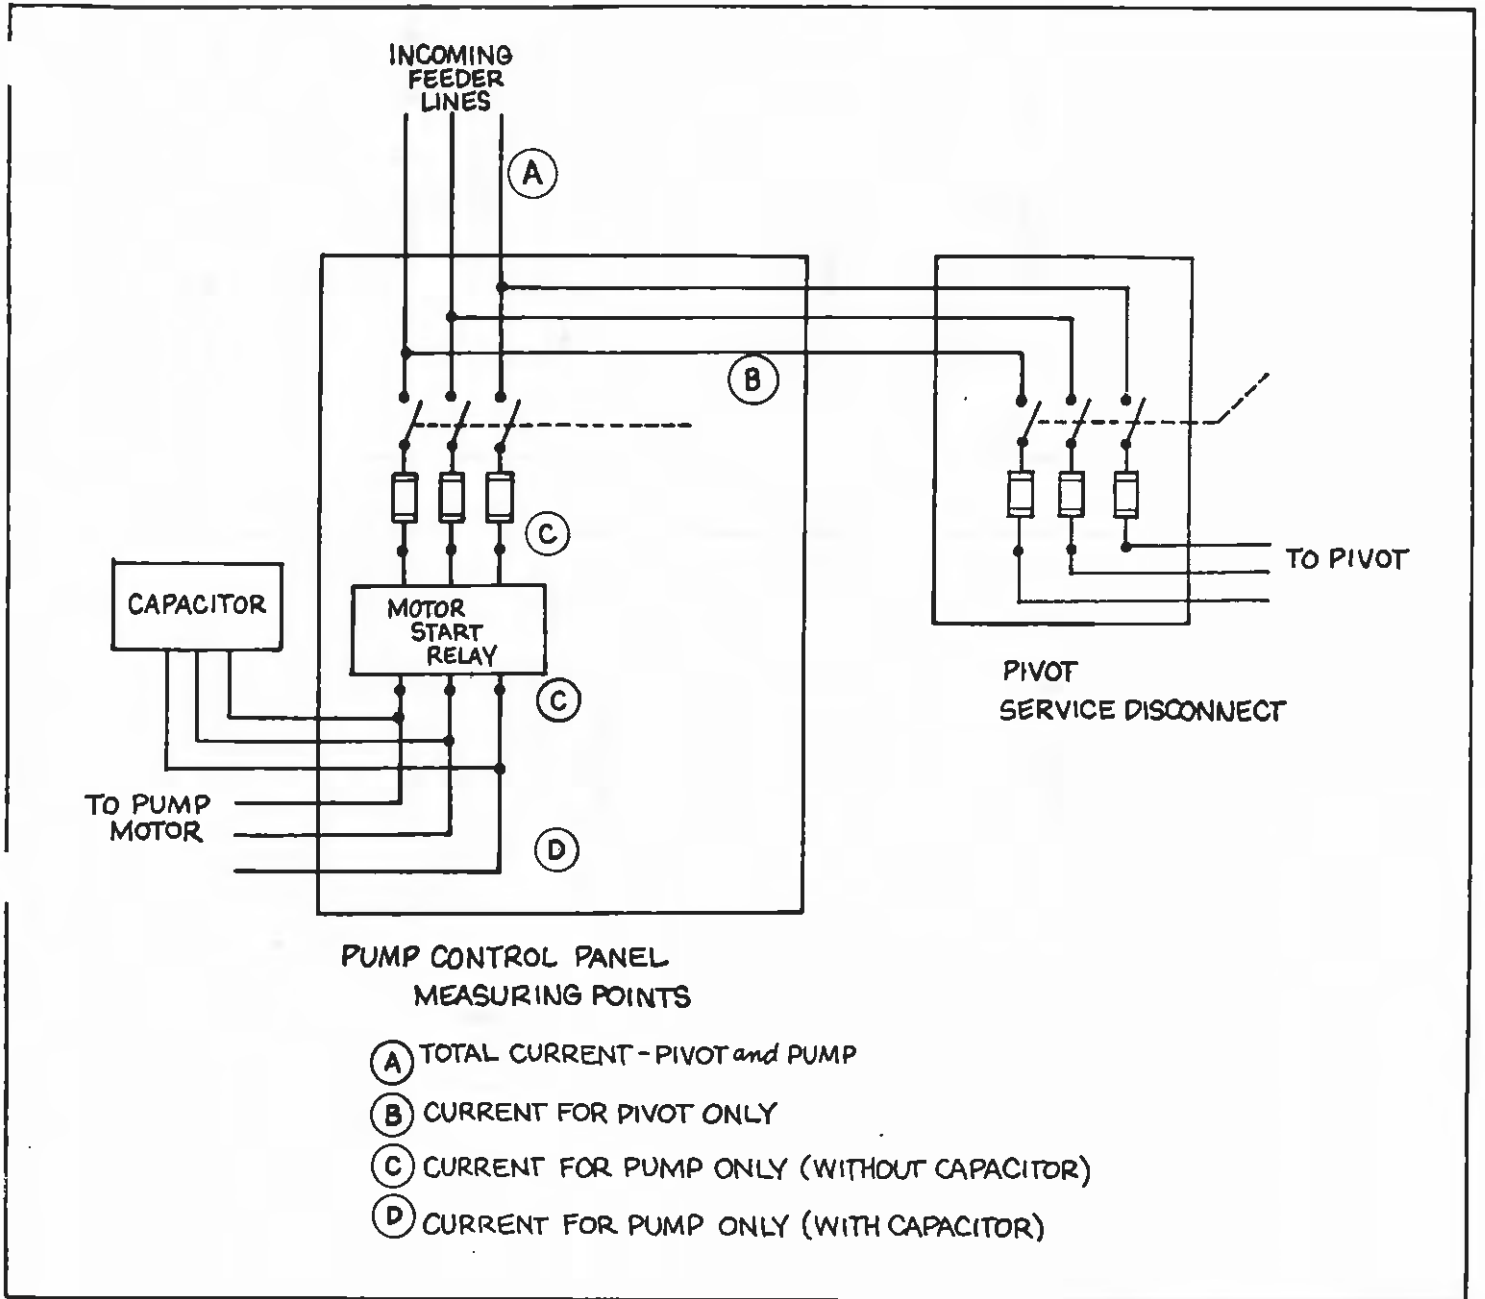 INCOMING
FEEDER
LINES
A
B
C
CAPACITOR
MOTOR
START
RELAY
C
TO PIVOT
PIVOT
SERVICE DISCONNECT
TO PUMP
MOTOR
D
PUMP CONTROL PANEL
MEASURING POINTS
A TOTAL CURRENT-PIVOT and PUMP
B CURRENT FOR PIVOT ONLY
C CURRENT FOR PUMP ONLY (WITHOUT CAPACITOR)
D CURRENT FOR PUMP ONLY (WITH CAPACITOR)